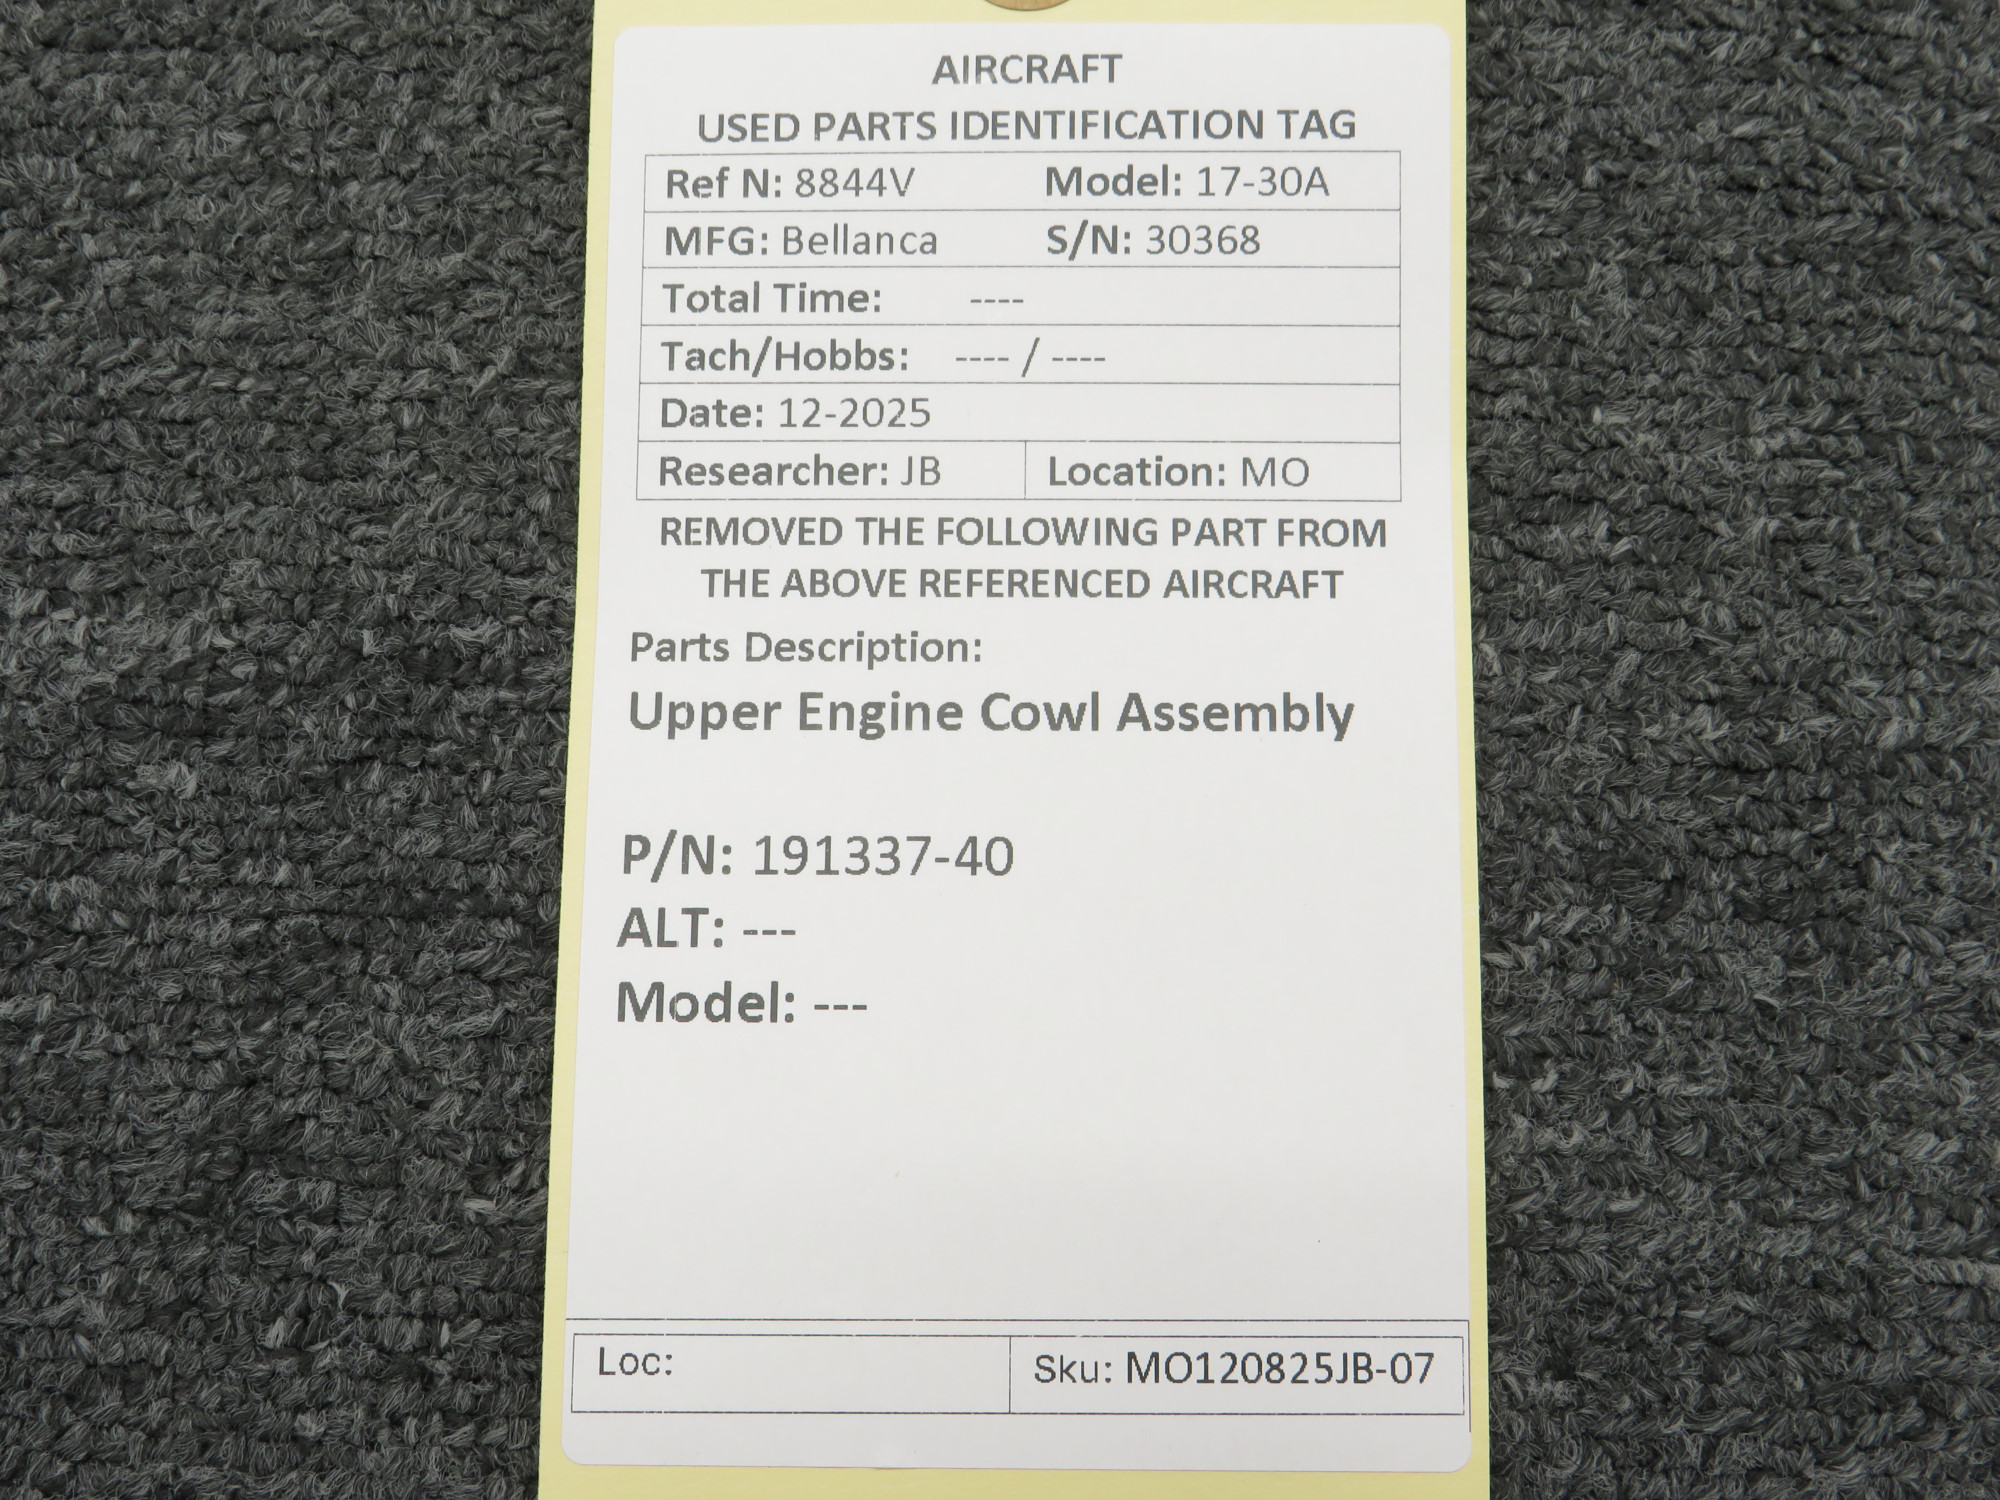 AIRCRAFT
USED PARTS IDENTIFICATION TAG
Ref N: 8844V Model: 17-30A
MFG: Bellanca S/N: 30368
Total Time: ----
Tach/Hobbs: ---- / ----
Date: 12-2025
Researcher: JB Location: MO
REMOVED THE FOLLOWING PART FROM
THE ABOVE REFERENCED AIRCRAFT
Parts Description:
Upper Engine Cowl Assembly
P/N: 191337-40
ALT: ---
Model: ---
Loc: Sku: MO120825JB-07